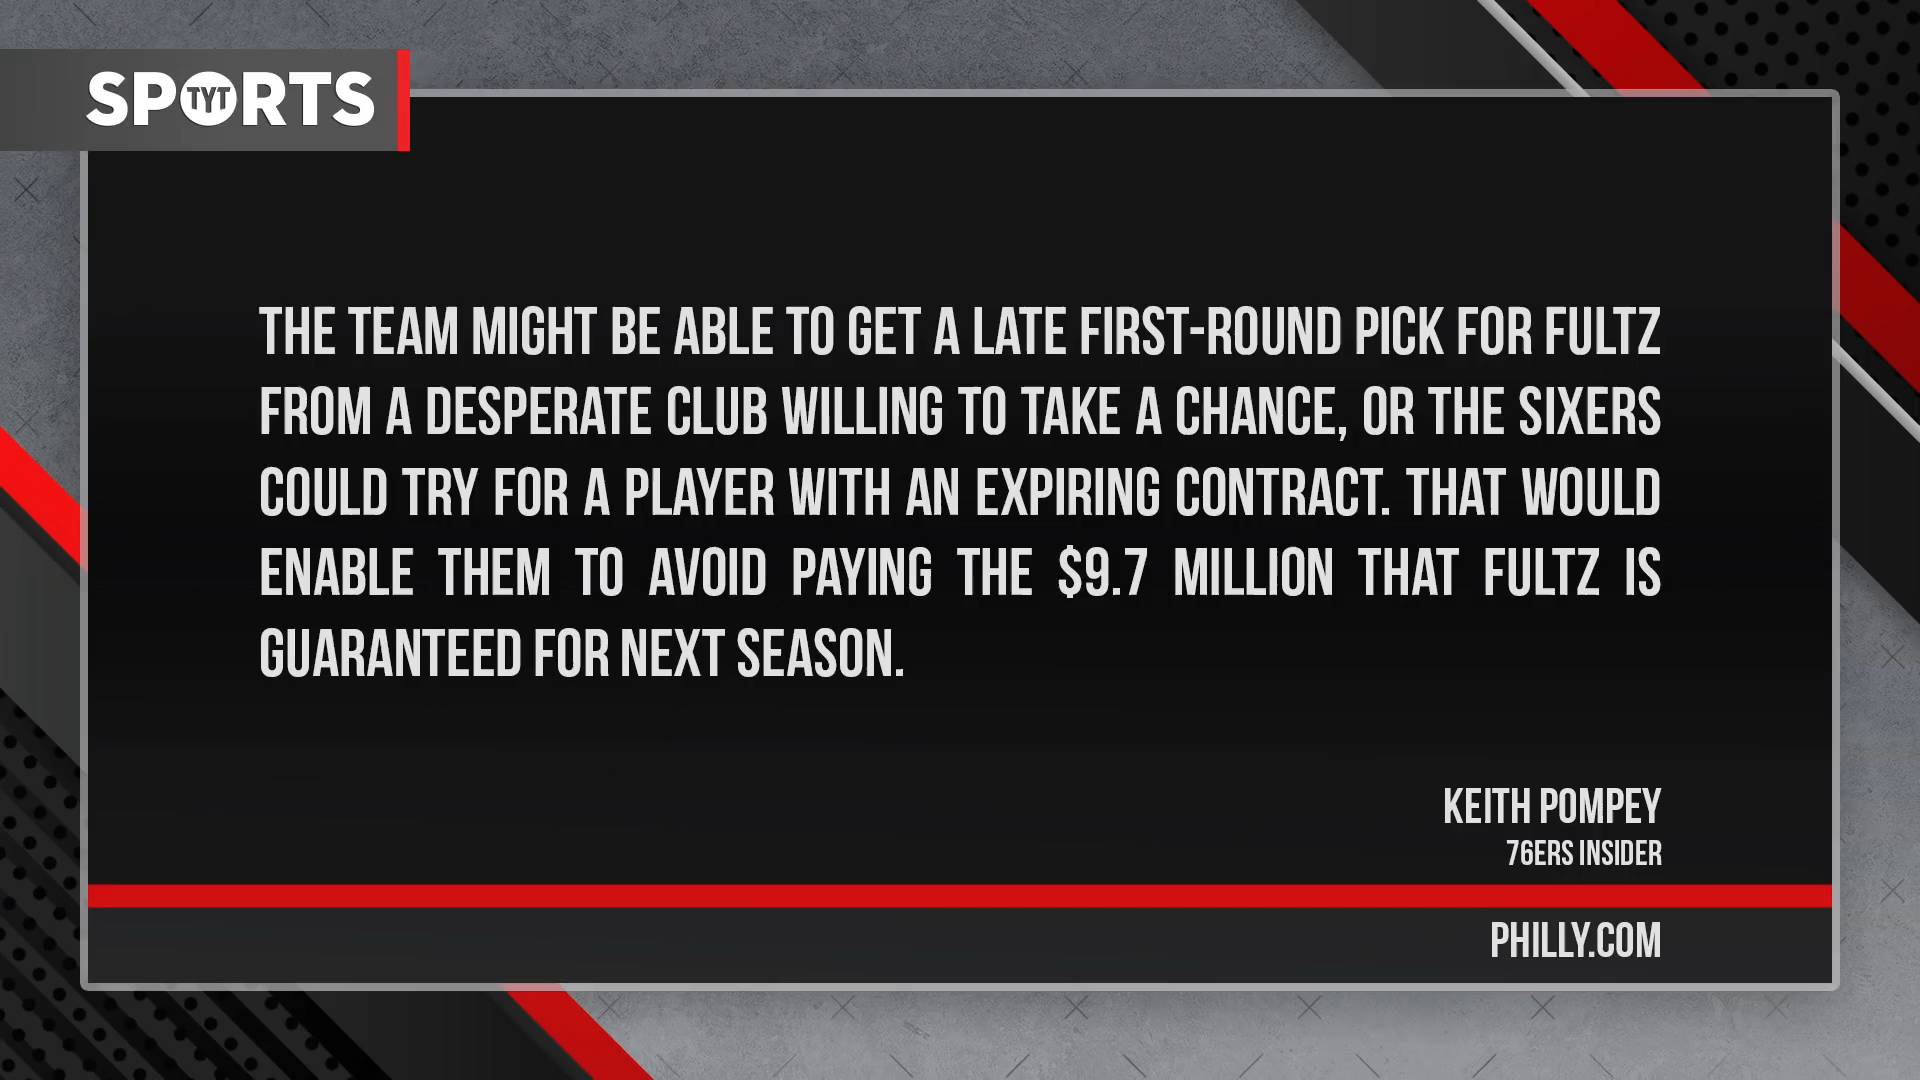 SPORTS
TYT
THE TEAM MIGHT BE ABLE TO GET A LATE FIRST-ROUND PICK FOR FULTZ
FROM A DESPERATE CLUB WILLING TO TAKE A CHANCE, OR THE SIXERS
COULD TRY FOR A PLAYER WITH AN EXPIRING CONTRACT. THAT WOULD
ENABLE THEM TO AVOID PAYING THE $9.7 MILLION THAT FULTZ IS
GUARANTEED FOR NEXT SEASON.
KEITH POMPEY
76ERS INSIDER
PHILLY.COM